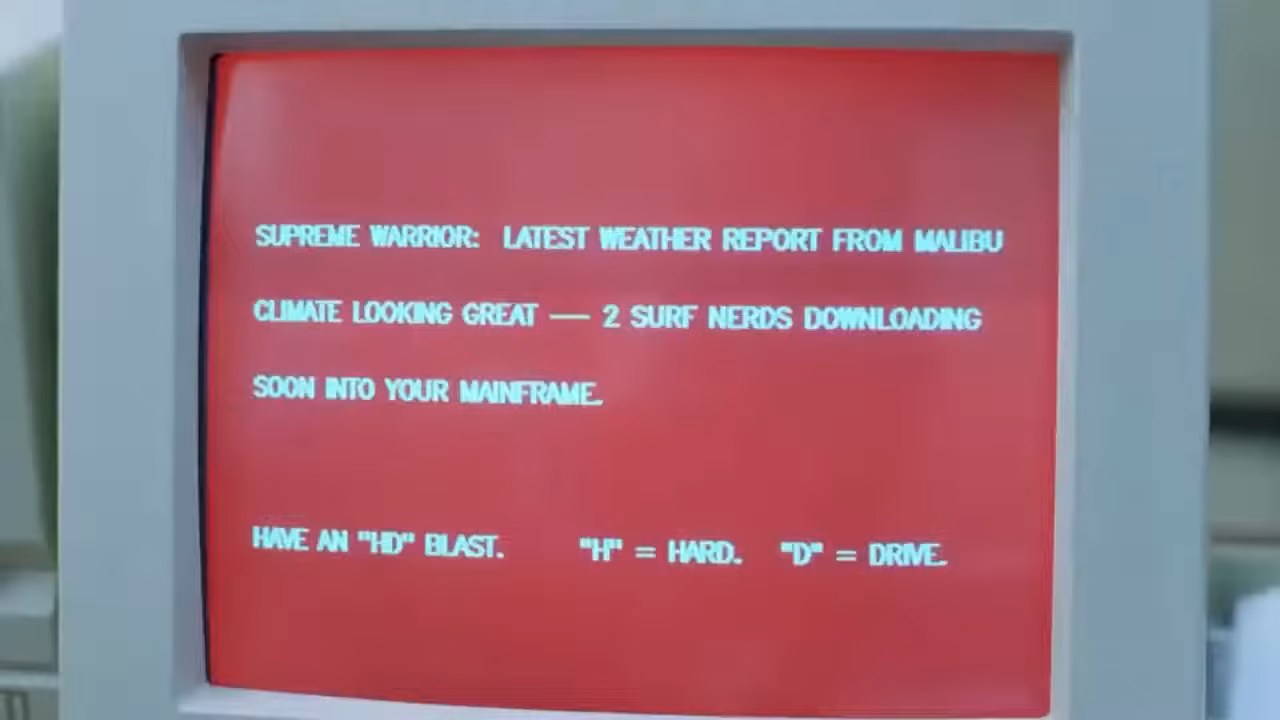 SUPREME WARRIOR: LATEST WEATHER REPORT FROM MALIBU
CLIMATE LOOKING GREAT — 2 SURF NERDS DOWNLOADING
SOON INTO YOUR MAINFRAME.
HAVE AN "HD" BLAST. "H" = HARD. "D" = DRIVE.